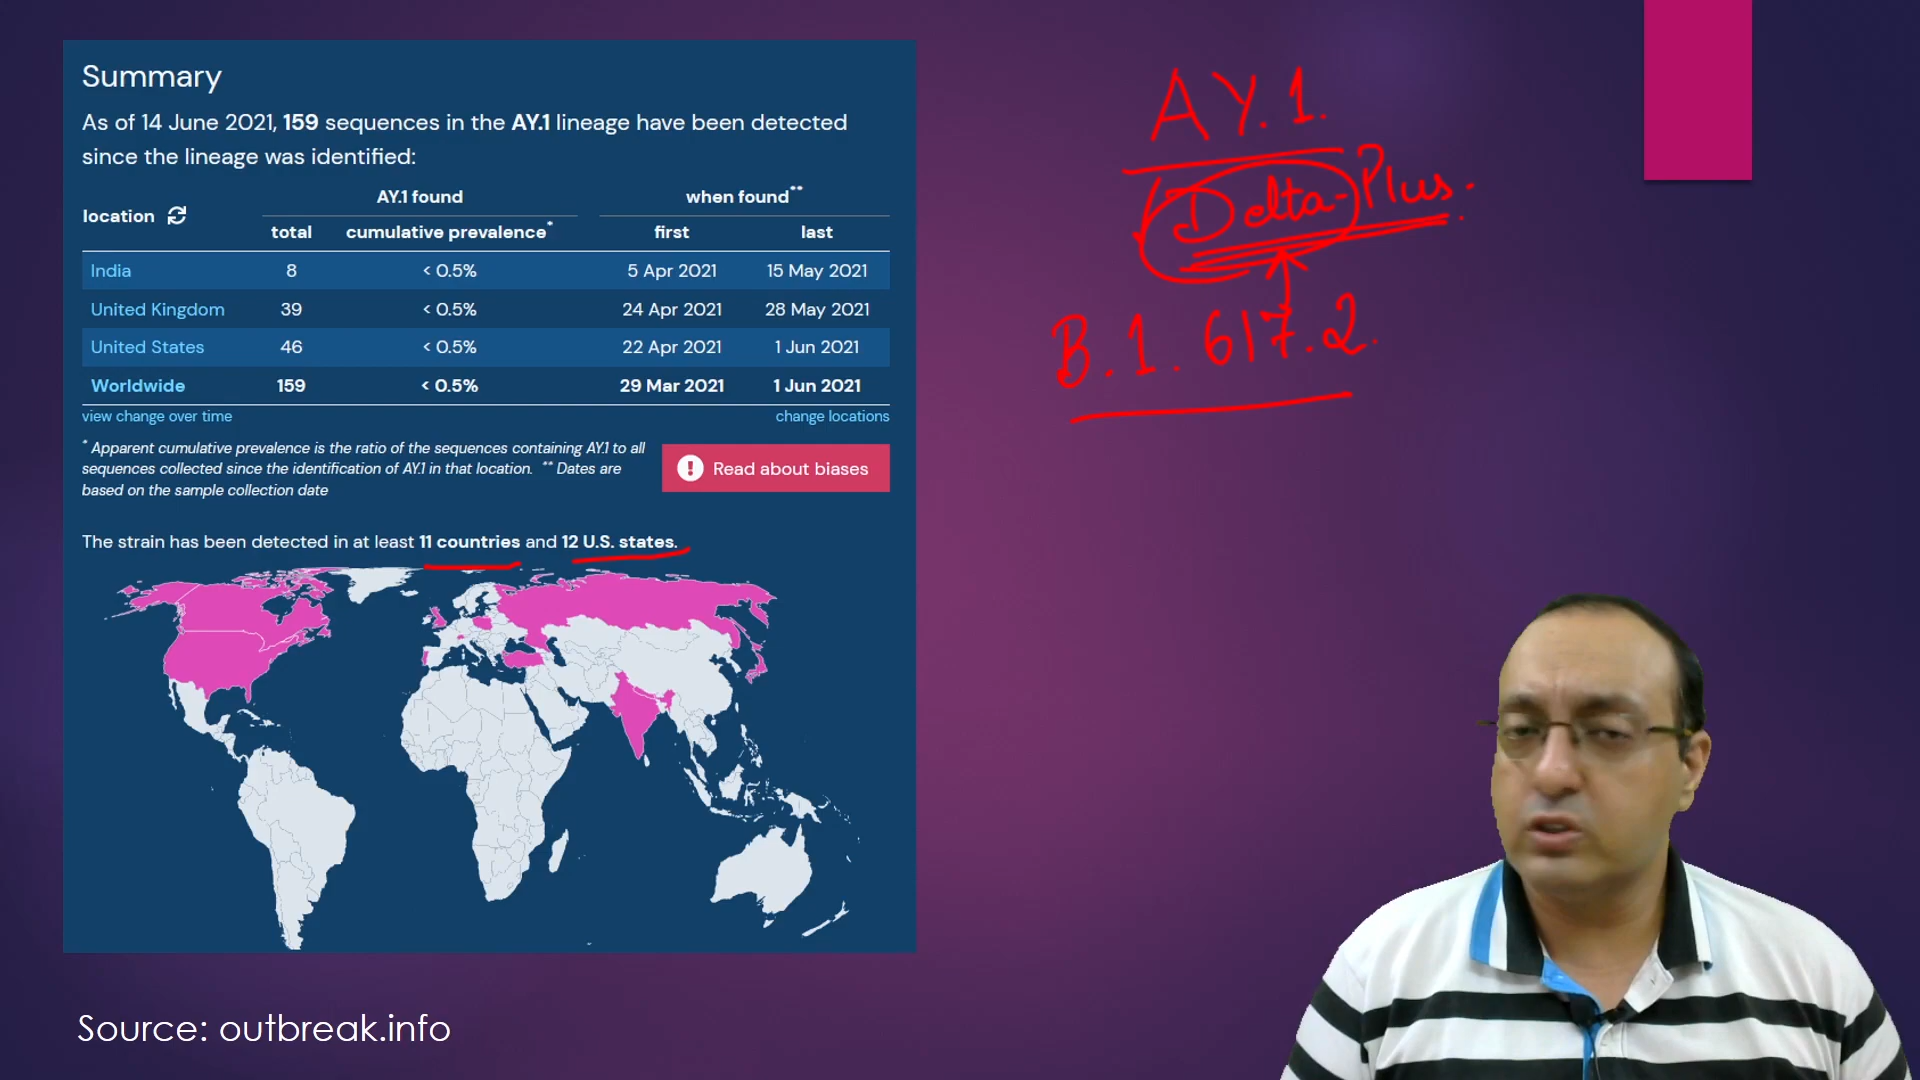 Summary
As of 14 June 2021, 159 sequences in the AY.1 lineage have been detected
since the lineage was identified:
location AY.1 found when found**
total cumulative prevalence* first last
India 8 < 0.5% 5 Apr 2021 15 May 2021
United Kingdom 39 < 0.5% 24 Apr 2021 28 May 2021
United States 46 < 0.5% 22 Apr 2021 1 Jun 2021
Worldwide 159 < 0.5% 29 Mar 2021 1 Jun 2021
view change over time change locations
* Apparent cumulative prevalence is the ratio of the sequences containing AY.1 to all
sequences collected since the identification of AY.1 in that location. ** Dates are
based on the sample collection date
! Read about biases
The strain has been detected in at least 11 countries and 12 U.S. states.
Source: outbreak.info
AY.1.
Delta-Plus.
B.1.617.2.